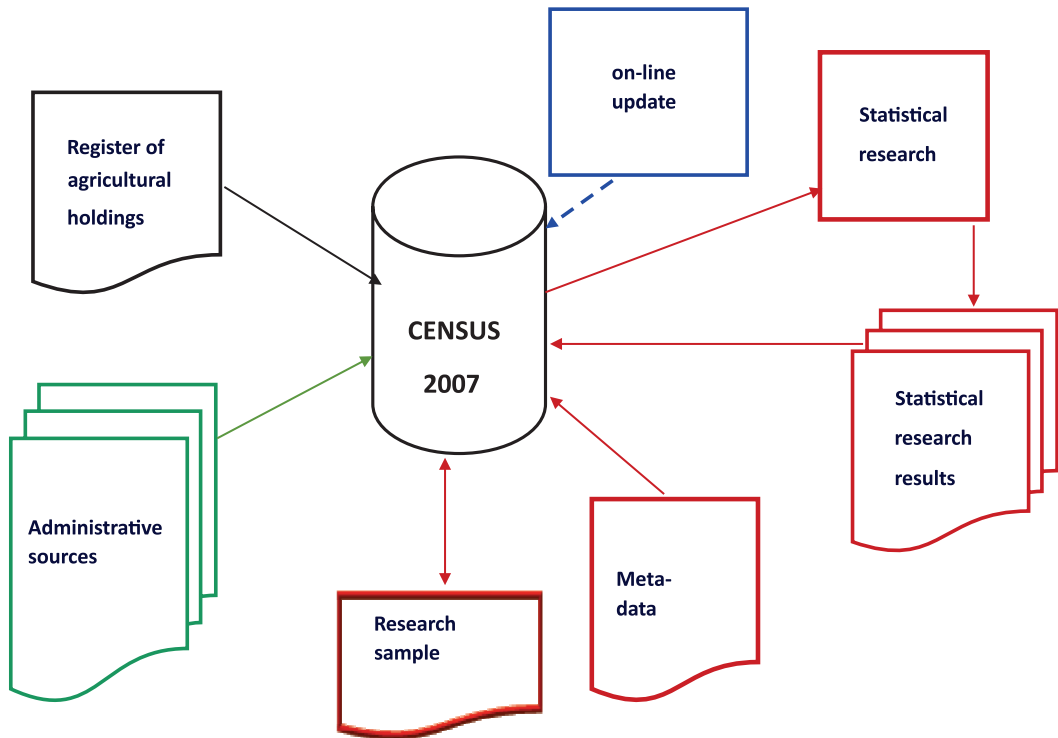 on-line
update
Statistical
research
Register of
agricultural
holdings
CENSUS
2007
Statistical
research
results
Administrative
sources
Meta-
data
Research
sample